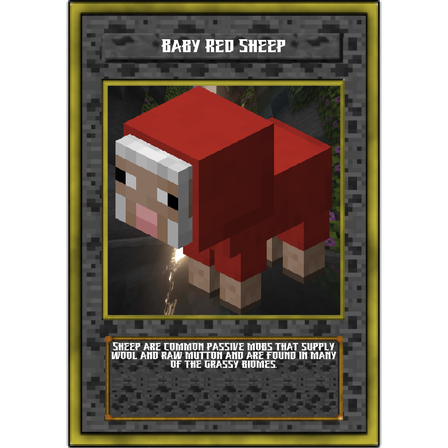 Baby Red Sheep
Sheep are common passive mobs that supply
wool and raw mutton and are found in many
of the grassy biomes.